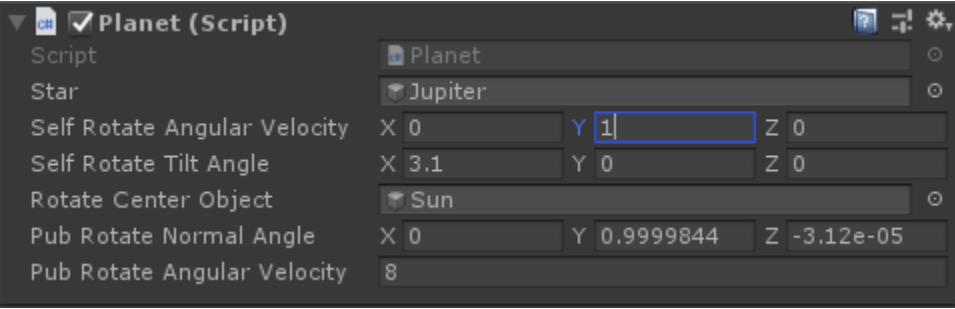 Planet (Script)
Script Planet
Star Jupiter
Self Rotate Angular Velocity X 0 Y 1 Z 0
Self Rotate Tilt Angle X 3.1 Y 0 Z 0
Rotate Center Object Sun
Pub Rotate Normal Angle X 0 Y 0.9999844 Z -3.12e-05
Pub Rotate Angular Velocity 8